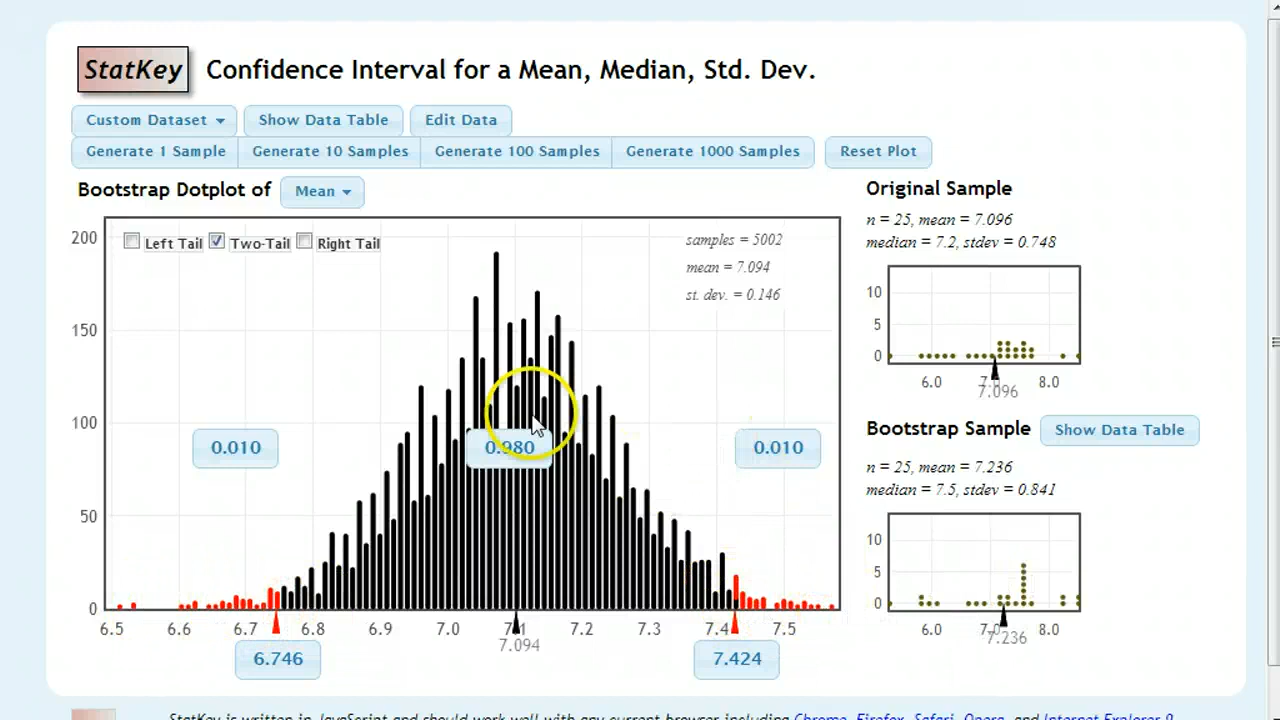 StatKey Confidence Interval for a Mean, Median, Std. Dev.
Custom Dataset Show Data Table Edit Data
Generate 1 Sample Generate 10 Samples Generate 100 Samples Generate 1000 Samples Reset Plot
Bootstrap Dotplot of Mean
Left Tail Two-Tail Right Tail
samples = 5002
mean = 7.094
st. dev. = 0.146
200
150
100
50
0
0.010 0.980 0.010
6.5 6.6 6.7 6.8 6.9 7.0 7.1 7.2 7.3 7.4 7.5
7.094
6.746 7.424
Original Sample
n = 25, mean = 7.096
median = 7.2, stdev = 0.748
10
5
0
6.0 7.0 8.0
7.096
Bootstrap Sample Show Data Table
n = 25, mean = 7.236
median = 7.5, stdev = 0.841
10
5
0
6.0 7.0 8.0
7.236
StatKey is written in JavaScript and should work well with any current browser including Chrome, Firefox, Safari, Opera, and Internet Explorer 9